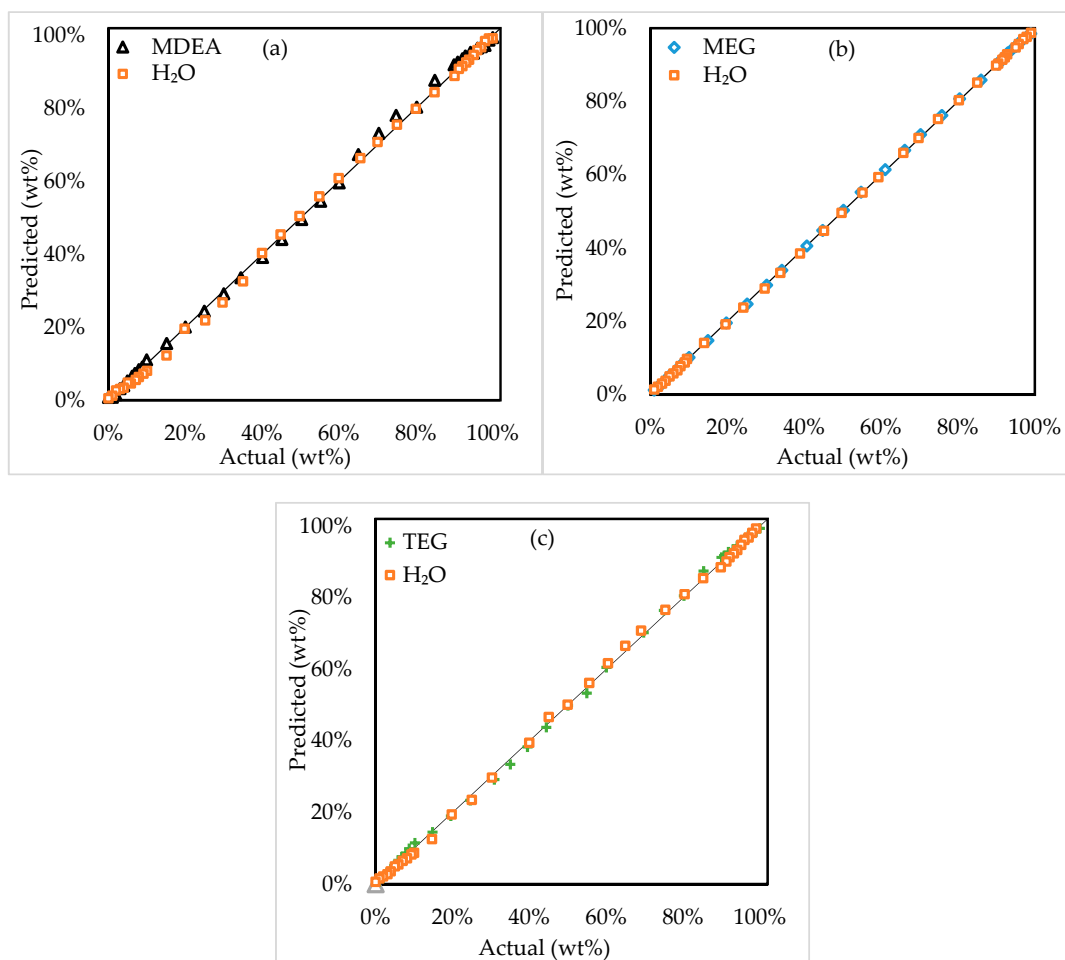 (a)
MDEA
H₂O
100%
80%
60%
40%
20%
0%
Predicted (wt%)
0% 20% 40% 60% 80% 100%
Actual (wt%)
(b)
MEG
H₂O
100%
80%
60%
40%
20%
0%
Predicted (wt%)
0% 20% 40% 60% 80% 100%
Actual (wt%)
(c)
TEG
H₂O
100%
80%
60%
40%
20%
0%
Predicted (wt%)
0% 20% 40% 60% 80% 100%
Actual (wt%)